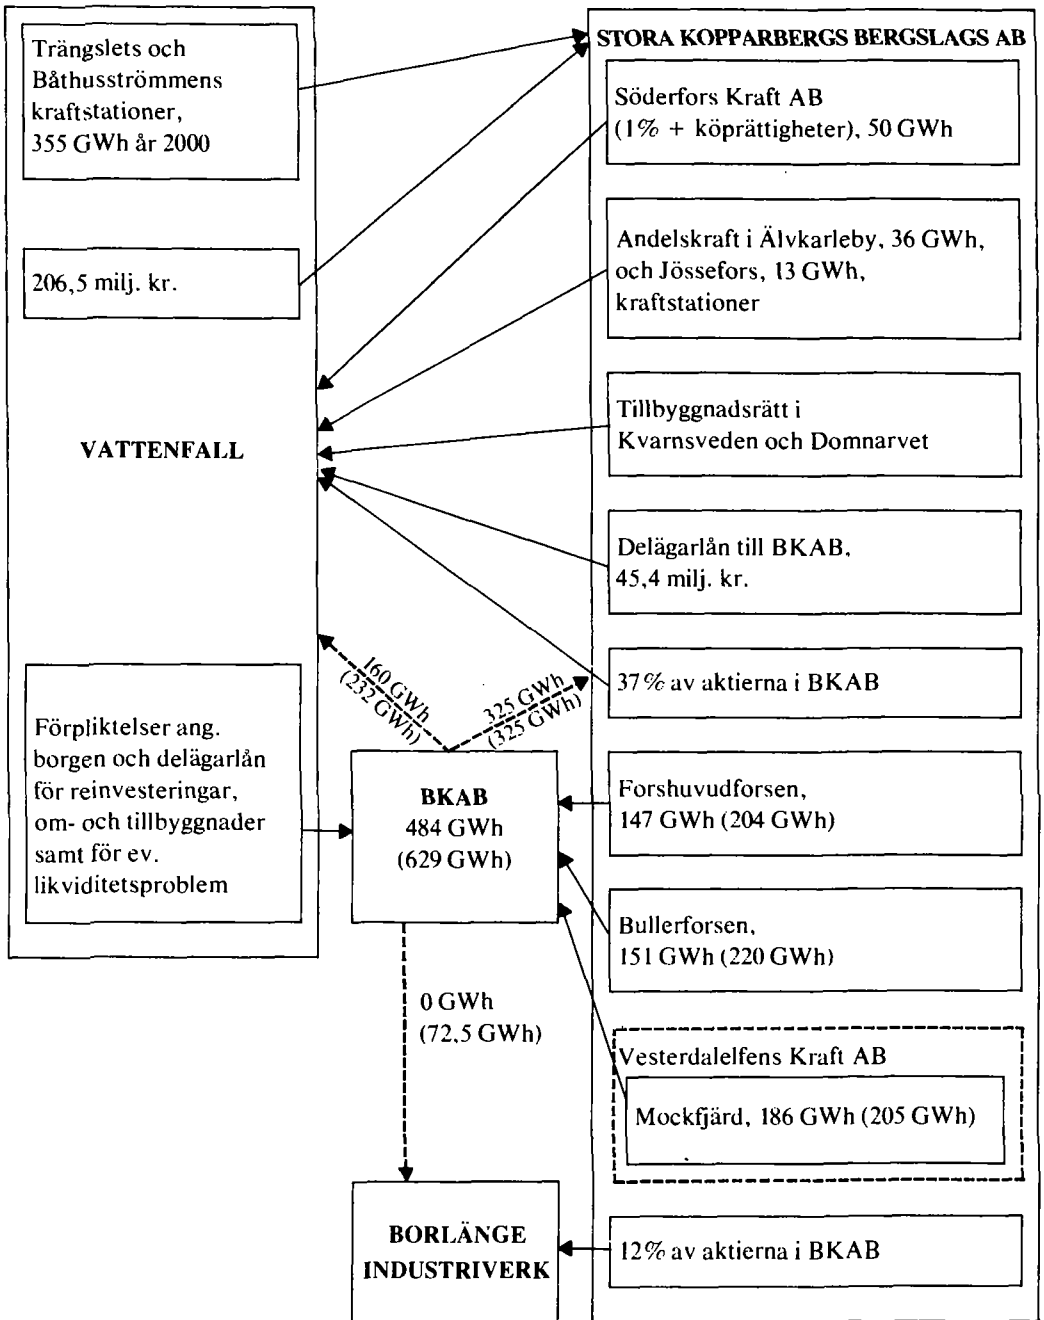 Trängslets och
Båthusströmmens
kraftstationer,
355 GWh år 2000
206,5 milj. kr.
VATTENFALL
Förpliktelser ang.
borgen och delägarlån
för reinvesteringar,
om- och tillbyggnader
samt för ev.
likviditetsproblem
160 GWh
(232 GWh)
325 GWh
(325 GWh)
BKAB
484 GWh
(629 GWh)
0 GWh
(72,5 GWh)
BORLÄNGE
INDUSTRIVERK
STORA KOPPARBERGS BERGSLAGS AB
Söderfors Kraft AB
(1% + köprättigheter), 50 GWh
Andelskraft i Älvkarleby, 36 GWh,
och Jössefors, 13 GWh,
kraftstationer
Tillbyggnadsrätt i
Kvarnsveden och Domnarvet
Delägarlån till BKAB,
45,4 milj. kr.
37% av aktierna i BKAB
Forshuvudforsen,
147 GWh (204 GWh)
Bullerforsen,
151 GWh (220 GWh)
Vesterdalelfens Kraft AB
Mockfjärd, 186 GWh (205 GWh)
12% av aktierna i BKAB